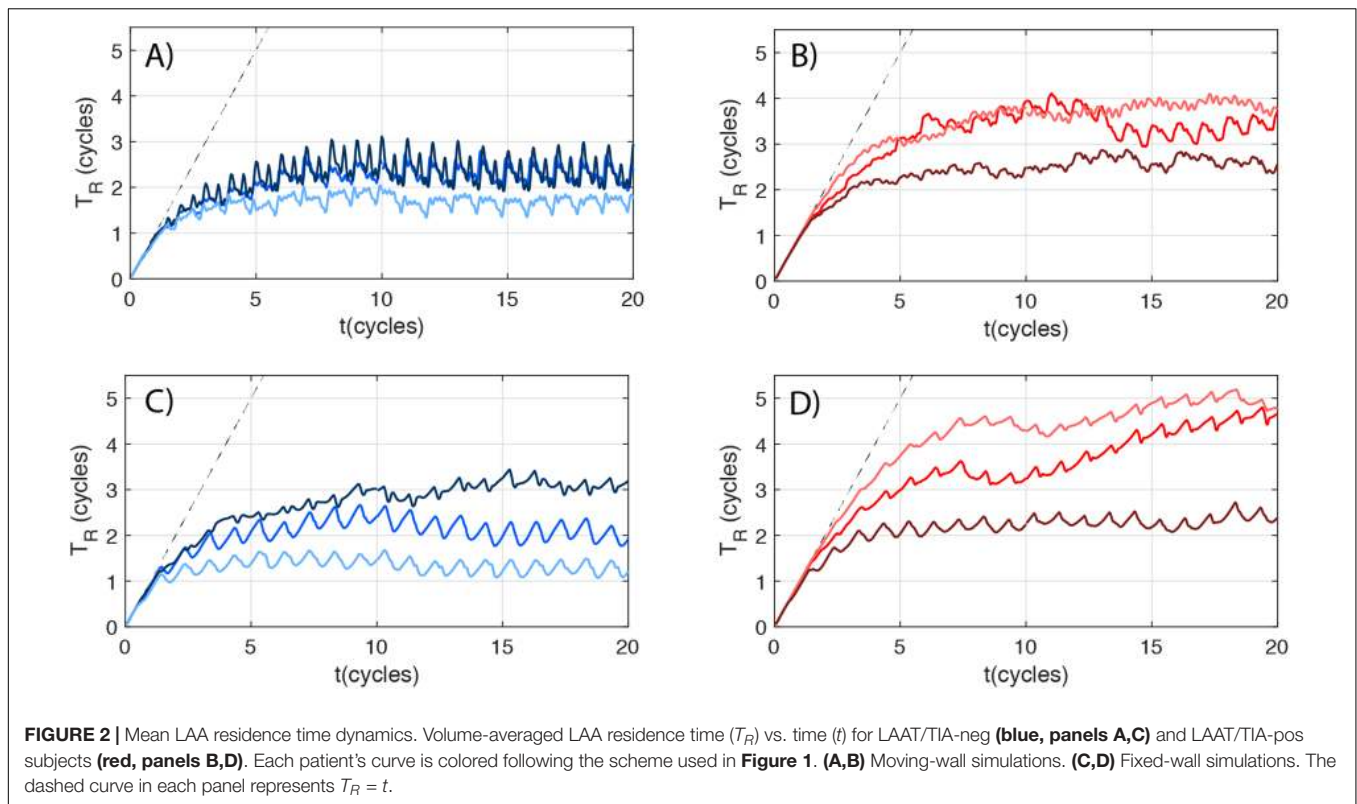 A)
5
4
3
2
1
0
T_R (cycles)
0 5 10 15 20
t(cycles)
B)
5
4
3
2
1
0
T_R (cycles)
0 5 10 15 20
t(cycles)
C)
5
4
3
2
1
0
T_R (cycles)
0 5 10 15 20
t(cycles)
D)
5
4
3
2
1
0
T_R (cycles)
0 5 10 15 20
t(cycles)
FIGURE 2 | Mean LAA residence time dynamics. Volume-averaged LAA residence time (T_R) vs. time (t) for LAAT/TIA-neg (blue, panels A,C) and LAAT/TIA-pos
subjects (red, panels B,D). Each patient's curve is colored following the scheme used in Figure 1. (A,B) Moving-wall simulations. (C,D) Fixed-wall simulations. The
dashed curve in each panel represents T_R = t.